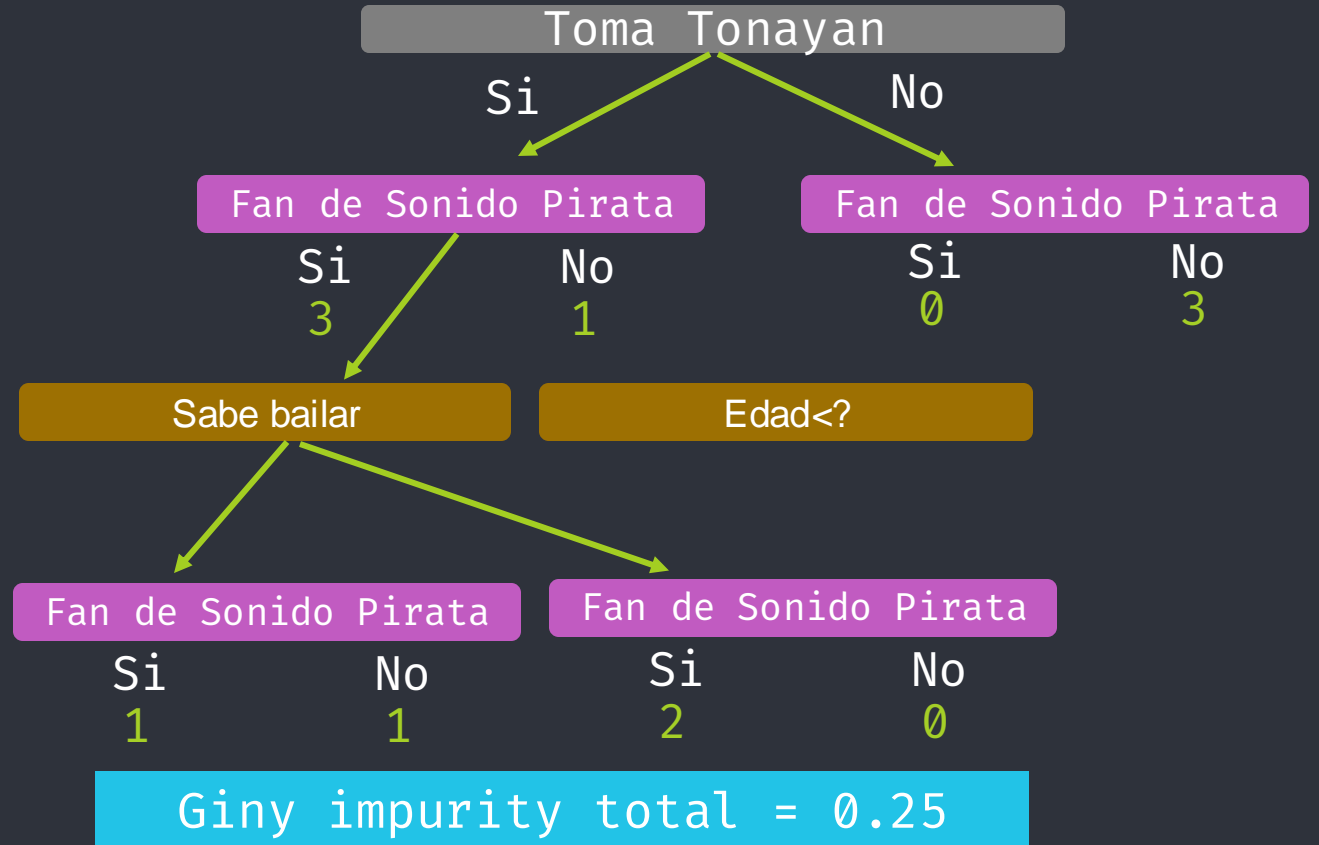 Toma Tonayan
Si No
Fan de Sonido Pirata Fan de Sonido Pirata
Si No Si No
3 1 0 3
Sabe bailar Edad<?
Fan de Sonido Pirata Fan de Sonido Pirata
Si No Si No
1 1 2 0
Giny impurity total = 0.25